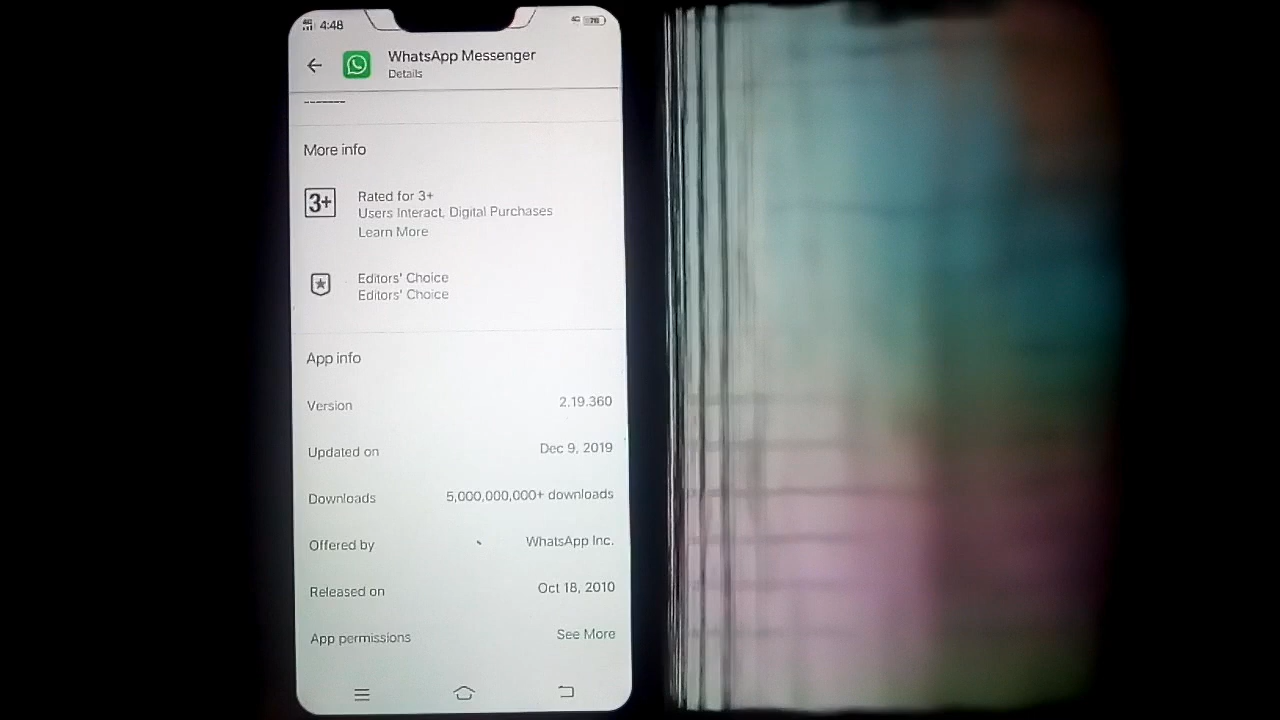 4:48
4G 76
WhatsApp Messenger
Details
More info
3+
Rated for 3+
Users Interact, Digital Purchases
Learn More
Editors' Choice
Editors' Choice
App info
Version 2.19.360
Updated on Dec 9, 2019
Downloads 5,000,000,000+ downloads
Offered by WhatsApp Inc.
Released on Oct 18, 2010
App permissions See More